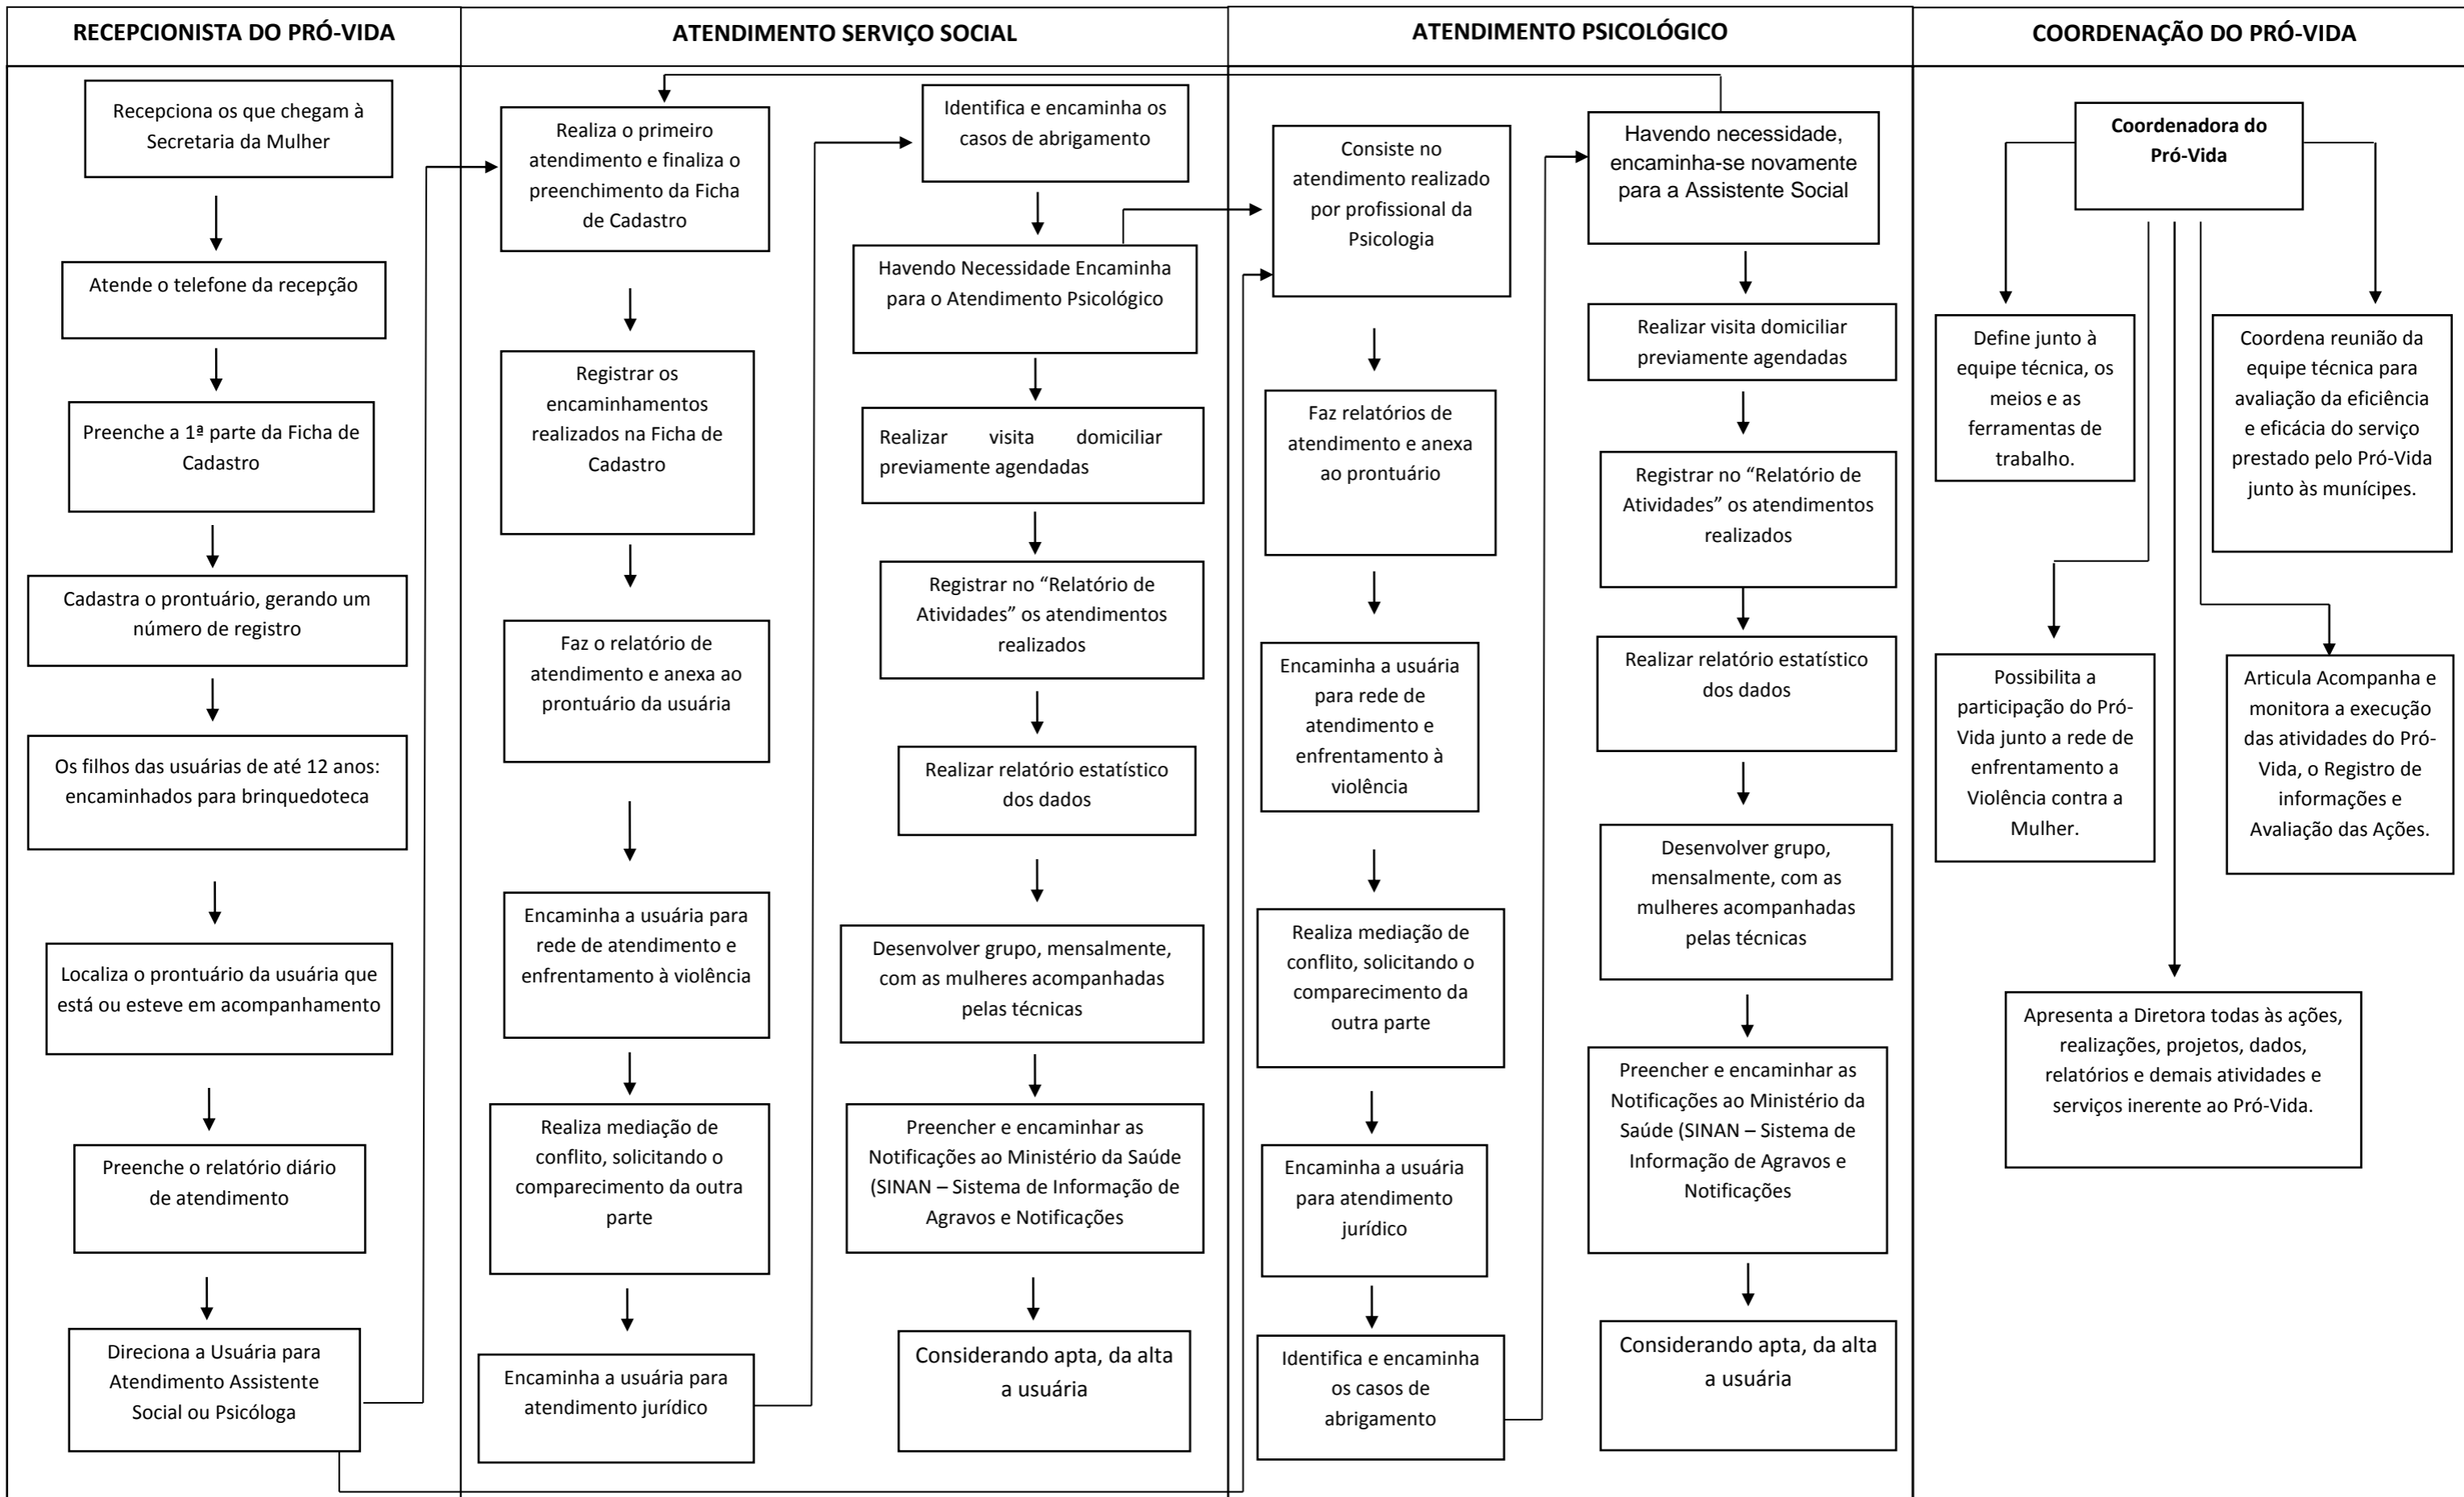 RECEPCIONISTA DO PRÓ-VIDA
Recepciona os que chegam à
Secretaria da Mulher
Atende o telefone da recepção
Preenche a 1ª parte da Ficha de
Cadastro
Cadastra o prontuário, gerando um
número de registro
Os filhos das usuárias de até 12 anos:
encaminhados para brinquedoteca
Localiza o prontuário da usuária que
está ou esteve em acompanhamento
Preenche o relatório diário
de atendimento
Direciona a Usuária para
Atendimento Assistente
Social ou Psicóloga
ATENDIMENTO SERVIÇO SOCIAL
Realiza o primeiro
atendimento e finaliza o
preenchimento da Ficha
de Cadastro
Registrar os
encaminhamentos
realizados na Ficha de
Cadastro
Faz o relatório de
atendimento e anexa ao
prontuário da usuária
Encaminha a usuária para
rede de atendimento e
enfrentamento à violência
Realiza mediação de
conflito, solicitando o
comparecimento da outra
parte
Encaminha a usuária para
atendimento jurídico
Identifica e encaminha os
casos de abrigamento
Havendo Necessidade Encaminha
para o Atendimento Psicológico
Realizar visita domiciliar
previamente agendadas
Registrar no “Relatório de
Atividades” os atendimentos
realizados
Realizar relatório estatístico
dos dados
Desenvolver grupo, mensalmente,
com as mulheres acompanhadas
pelas técnicas
Preencher e encaminhar as
Notificações ao Ministério da Saúde
(SINAN – Sistema de Informação de
Agravos e Notificações
Considerando apta, da alta
a usuária
ATENDIMENTO PSICOLÓGICO
Consiste no
atendimento realizado
por profissional da
Psicologia
Faz relatórios de
atendimento e anexa
ao prontuário
Encaminha a usuária
para rede de
atendimento e
enfrentamento à
violência
Realiza mediação de
conflito, solicitando o
comparecimento da
outra parte
Encaminha a usuária
para atendimento
jurídico
Identifica e encaminha
os casos de
abrigamento
Havendo necessidade,
encaminha-se novamente
para a Assistente Social
Realizar visita domiciliar
previamente agendadas
Registrar no “Relatório de
Atividades” os atendimentos
realizados
Realizar relatório estatístico
dos dados
Desenvolver grupo,
mensalmente, com as
mulheres acompanhadas
pelas técnicas
Preencher e encaminhar as
Notificações ao Ministério da
Saúde (SINAN – Sistema de
Informação de Agravos e
Notificações
Considerando apta, da alta
a usuária
COORDENAÇÃO DO PRÓ-VIDA
Coordenadora do
Pró-Vida
Define junto à
equipe técnica, os
meios e as
ferramentas de
trabalho.
Coordena reunião da
equipe técnica para
avaliação da eficiência
e eficácia do serviço
prestado pelo Pró-Vida
junto às munícipes.
Possibilita a
participação do Pró-
Vida junto a rede de
enfrentamento a
Violência contra a
Mulher.
Articula Acompanha e
monitora a execução
das atividades do Pró-
Vida, o Registro de
informações e
Avaliação das Ações.
Apresenta a Diretora todas às ações,
realizações, projetos, dados,
relatórios e demais atividades e
serviços inerente ao Pró-Vida.